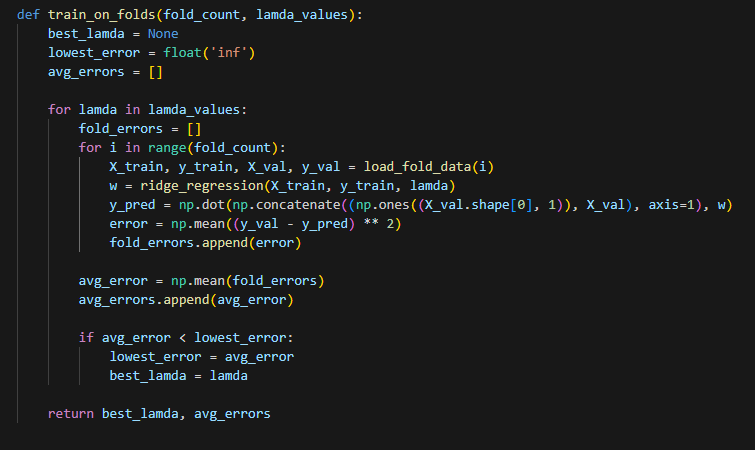 def train_on_folds(fold_count, lamda_values):
    best_lamda = None
    lowest_error = float('inf')
    avg_errors = []

    for lamda in lamda_values:
        fold_errors = []
        for i in range(fold_count):
            X_train, y_train, X_val, y_val = load_fold_data(i)
            w = ridge_regression(X_train, y_train, lamda)
            y_pred = np.dot(np.concatenate((np.ones((X_val.shape[0], 1)), X_val), axis=1), w)
            error = np.mean((y_val - y_pred) ** 2)
            fold_errors.append(error)

        avg_error = np.mean(fold_errors)
        avg_errors.append(avg_error)

        if avg_error < lowest_error:
            lowest_error = avg_error
            best_lamda = lamda

    return best_lamda, avg_errors